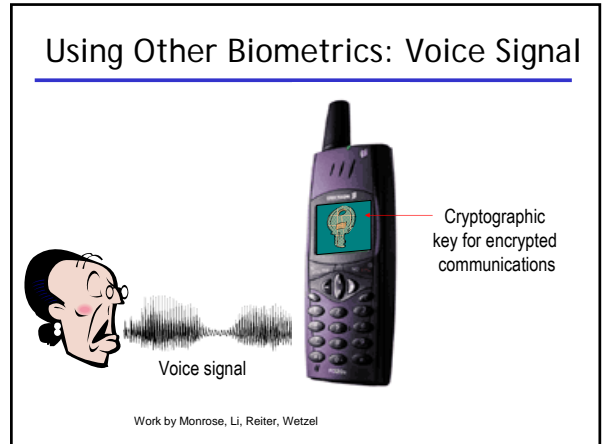 Using Other Biometrics: Voice Signal
Cryptographic
key for encrypted
communications
Voice signal
Work by Monrose, Li, Reiter, Wetzel